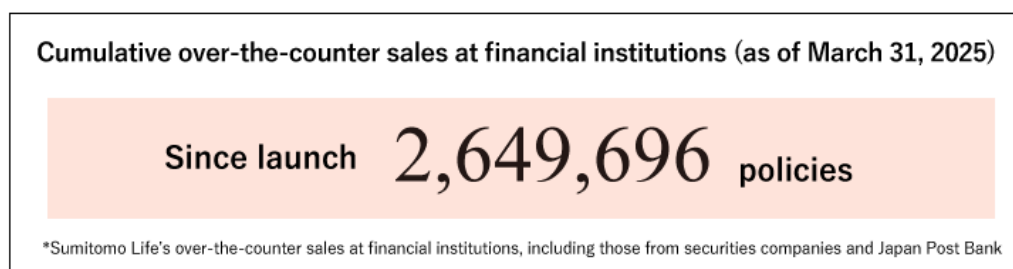 Cumulative over-the-counter sales at financial institutions (as of March 31, 2025)
Since launch 2,649,696 policies
*Sumitomo Life's over-the-counter sales at financial institutions, including those from securities companies and Japan Post Bank